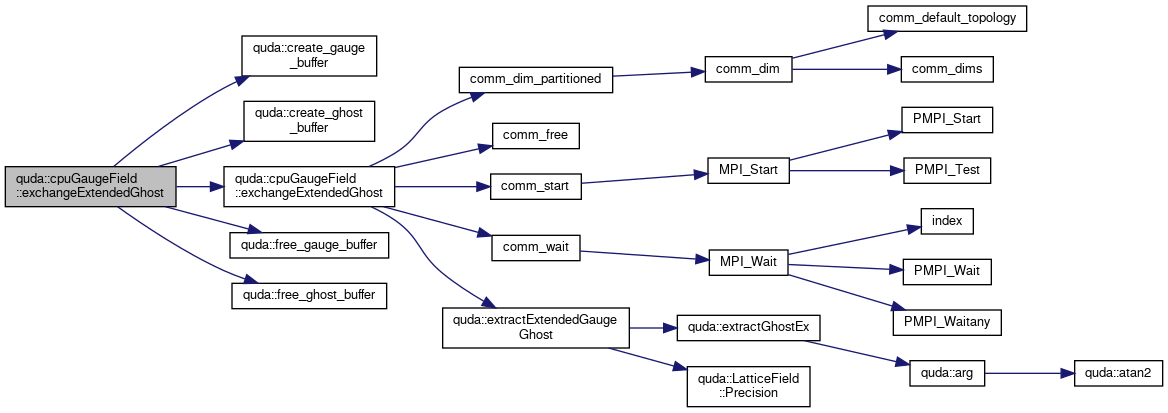 quda::cpuGaugeField
::exchangeExtendedGhost
quda::create_gauge
_buffer
quda::create_ghost
_buffer
quda::cpuGaugeField
::exchangeExtendedGhost
quda::free_gauge_buffer
quda::free_ghost_buffer
comm_dim_partitioned
comm_free
comm_start
comm_wait
quda::extractExtendedGauge
Ghost
comm_dim
MPI_Start
MPI_Wait
quda::extractGhostEx
quda::LatticeField
::Precision
comm_default_topology
comm_dims
PMPI_Start
PMPI_Test
index
PMPI_Wait
PMPI_Waitany
quda::arg
quda::atan2